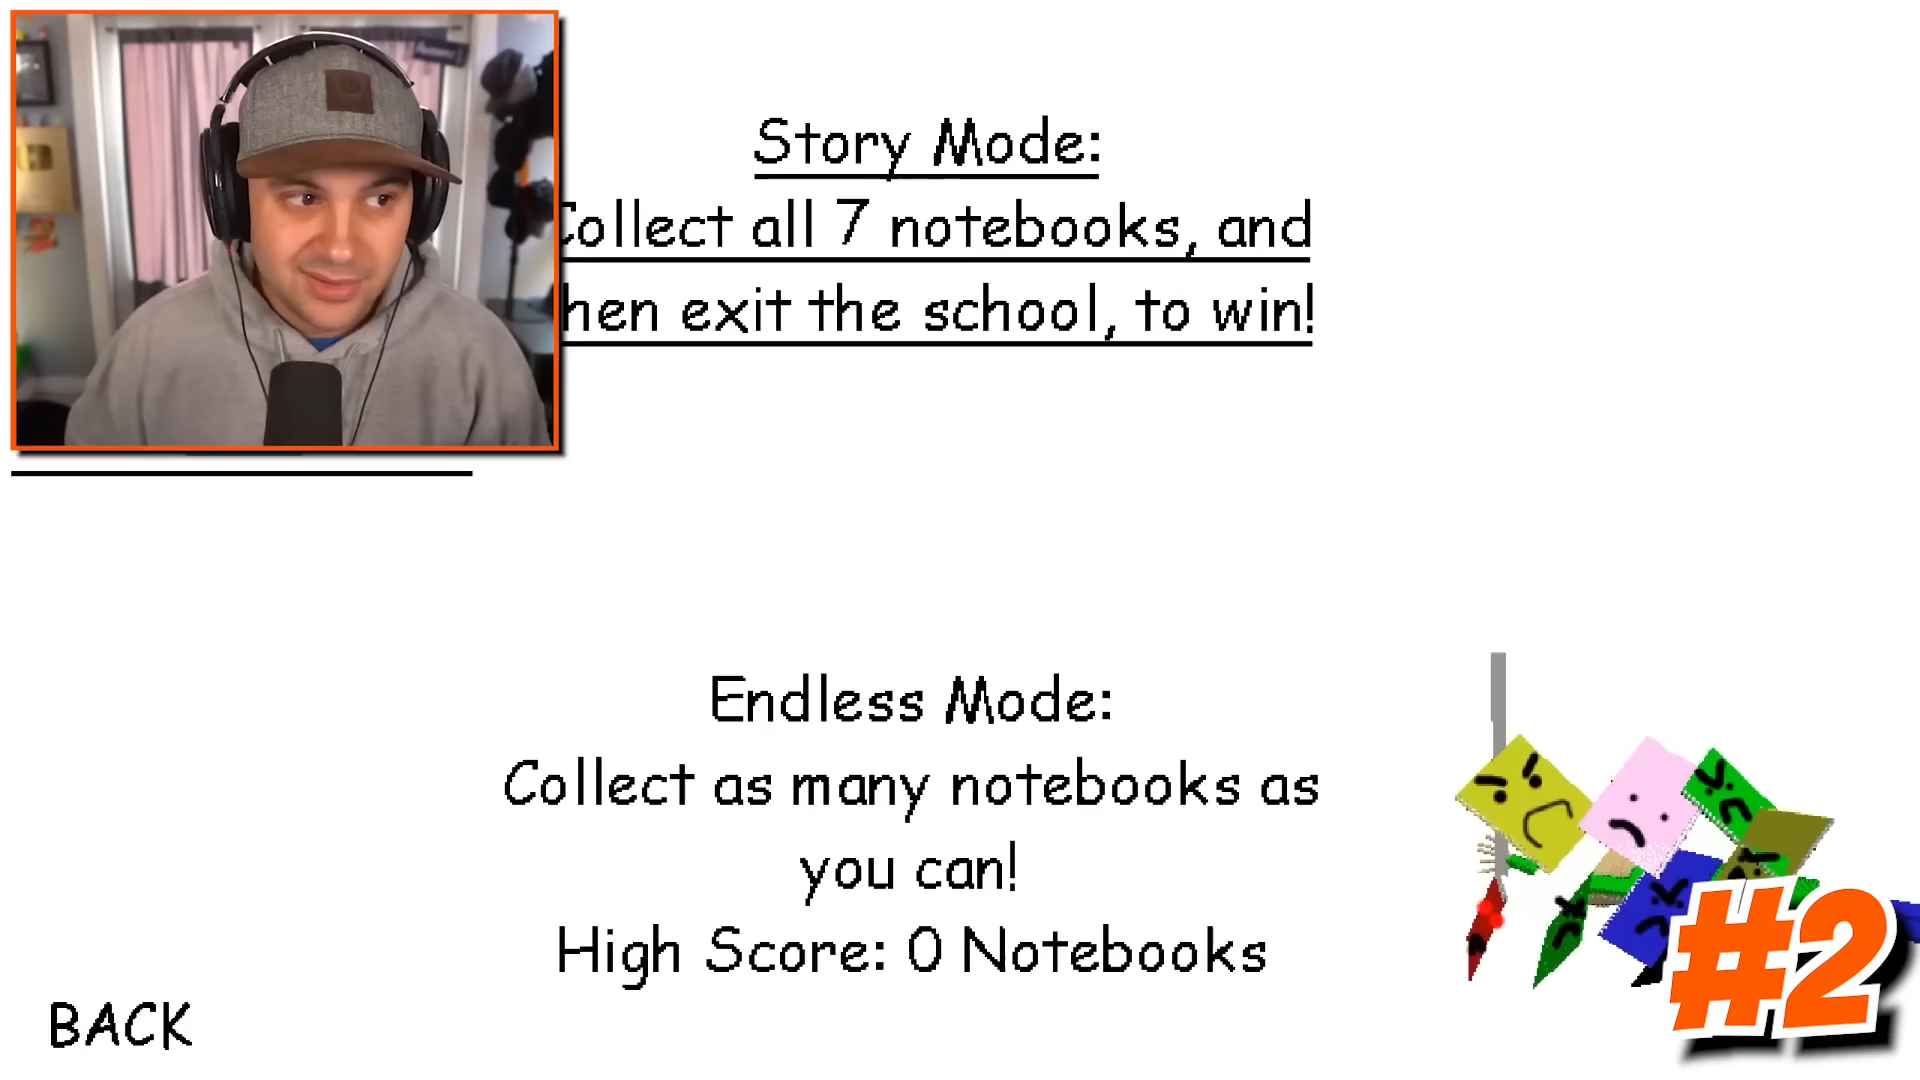 Story Mode:
Collect all 7 notebooks, and
hen exit the school, to win!
Endless Mode:
Collect as many notebooks as
you can!
High Score: 0 Notebooks
BACK
#2